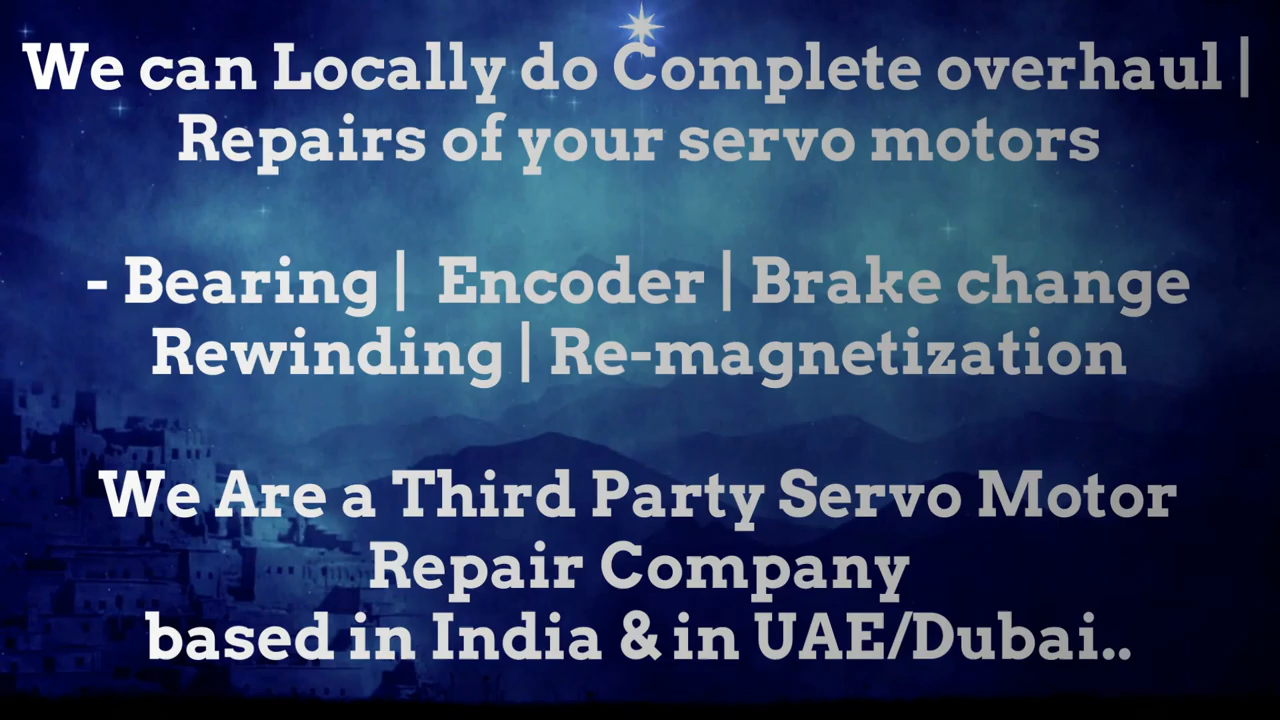 We can Locally do Complete overhaul |
Repairs of your servo motors
- Bearing | Encoder | Brake change
Rewinding | Re-magnetization
We Are a Third Party Servo Motor
Repair Company
based in India & in UAE/Dubai..